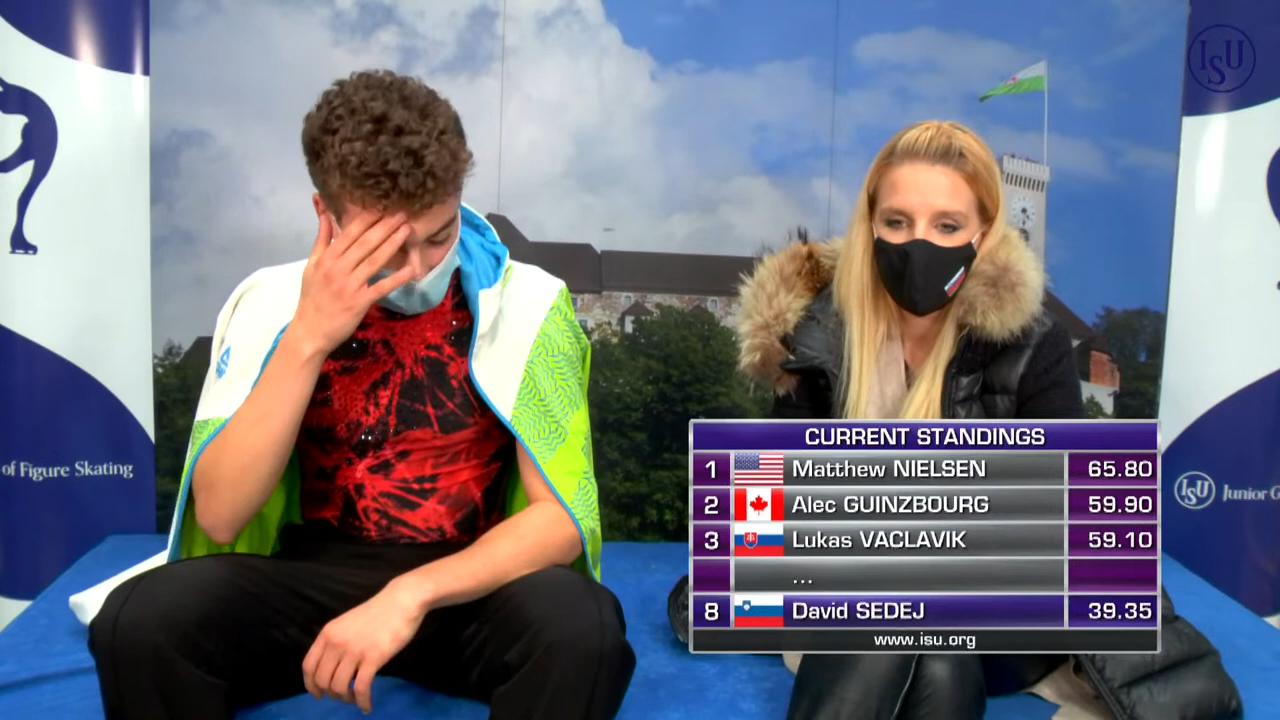 ISU
of Figure Skating
ISU Junior G
CURRENT STANDINGS
1 Matthew NIELSEN 65.80
2 Alec GUINZBOURG 59.90
3 Lukas VACLAVIK 59.10
...
8 David SEDEJ 39.35
www.isu.org